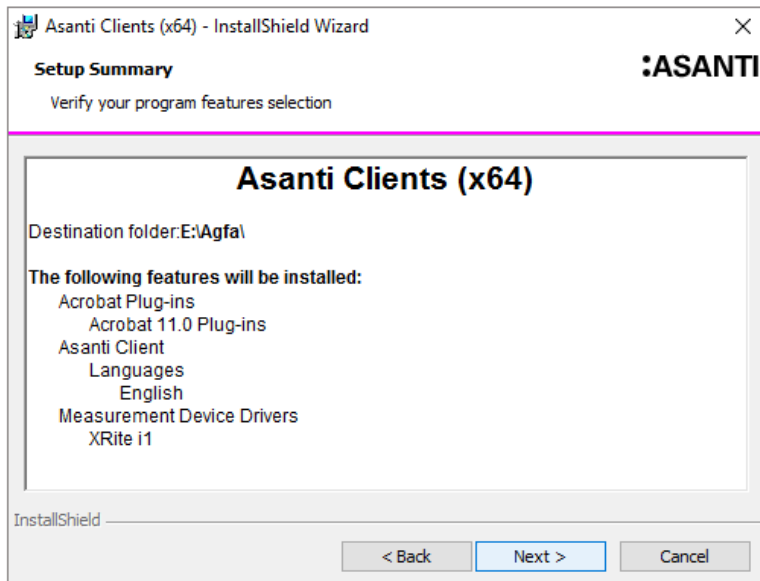 Asanti Clients (x64) - InstallShield Wizard
Setup Summary
:ASANTI
Verify your program features selection
Asanti Clients (x64)
Destination folder:E:\Agfa\
The following features will be installed:
Acrobat Plug-ins
Acrobat 11.0 Plug-ins
Asanti Client
Languages
English
Measurement Device Drivers
XRite i1
InstallShield
< Back
Next >
Cancel